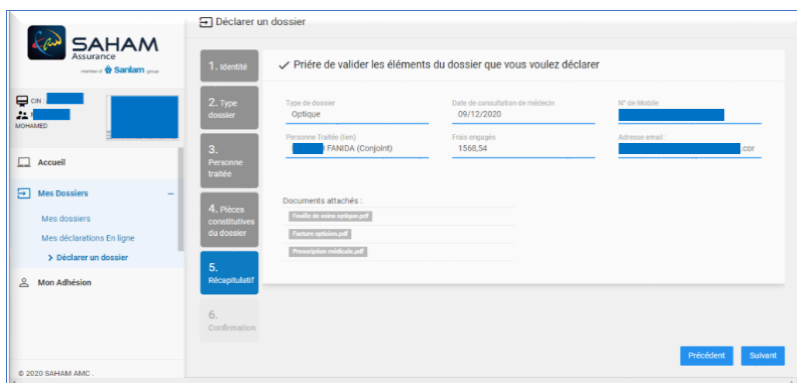 SAHAM
Assurance
member of Sanlam group
CIN :
MOHAMED
Accueil
Mes Dossiers
Mes dossiers
Mes déclarations En ligne
Déclarer un dossier
Mon Adhésion
© 2020 SAHAM AMC .
Déclarer un dossier
1. Identité
2. Type dossier
3. Personne traitée
4. Pièces constitutives du dossier
5. Récapitulatif
6. Confirmation
Priére de valider les éléments du dossier que vous voulez déclarer
Type de dossier
Optique
Date de consultation de médecin
09/12/2020
N° de Mobile
Personne Traitée (lien)
FANIDA (Conjoint)
Frais engagés
1568,54
Adresse email :
.cor
Documents attachés :
Feuille de soins optique.pdf
Facture opticien.pdf
Prescription médicale.pdf
Précédent
Suivant